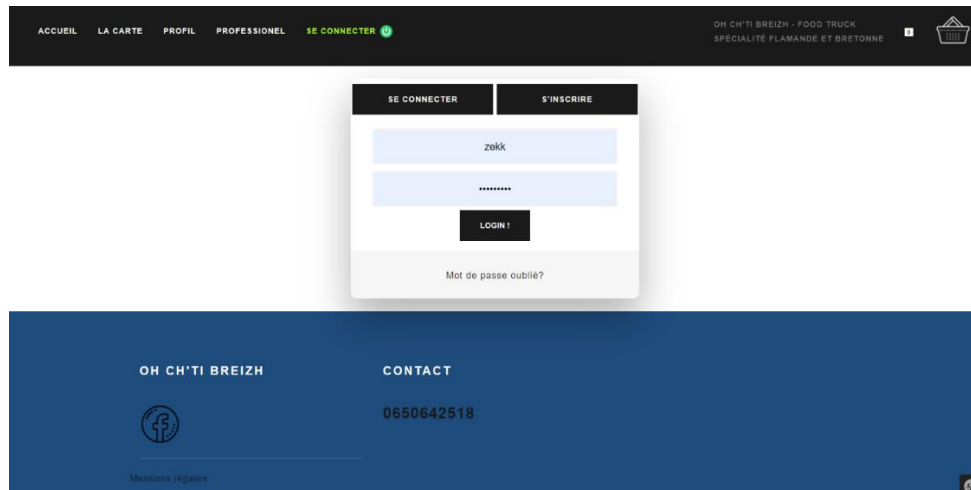 ACCUEIL LA CARTE PROFIL PROFESSIONEL SE CONNECTER
OH CH'TI BREIZH - FOOD TRUCK
SPÉCIALITÉ FLAMANDE ET BRETONNE
0
SE CONNECTER S'INSCRIRE
zekk
•••••••••
LOGIN !
Mot de passe oublié?
OH CH'TI BREIZH CONTACT
0650642518
Mentions légales